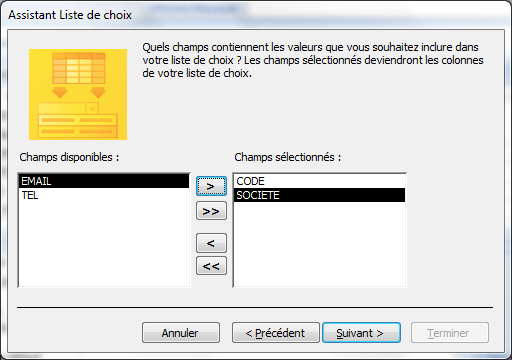 Assistant Liste de choix
Quels champs contiennent les valeurs que vous souhaitez inclure dans
votre liste de choix ? Les champs sélectionnés deviendront les colonnes
de votre liste de choix.
Champs disponibles :
Champs sélectionnés :
EMAIL
TEL
>
>>
<
<<
CODE
SOCIETE
Annuler
< Précédent
Suivant >
Terminer